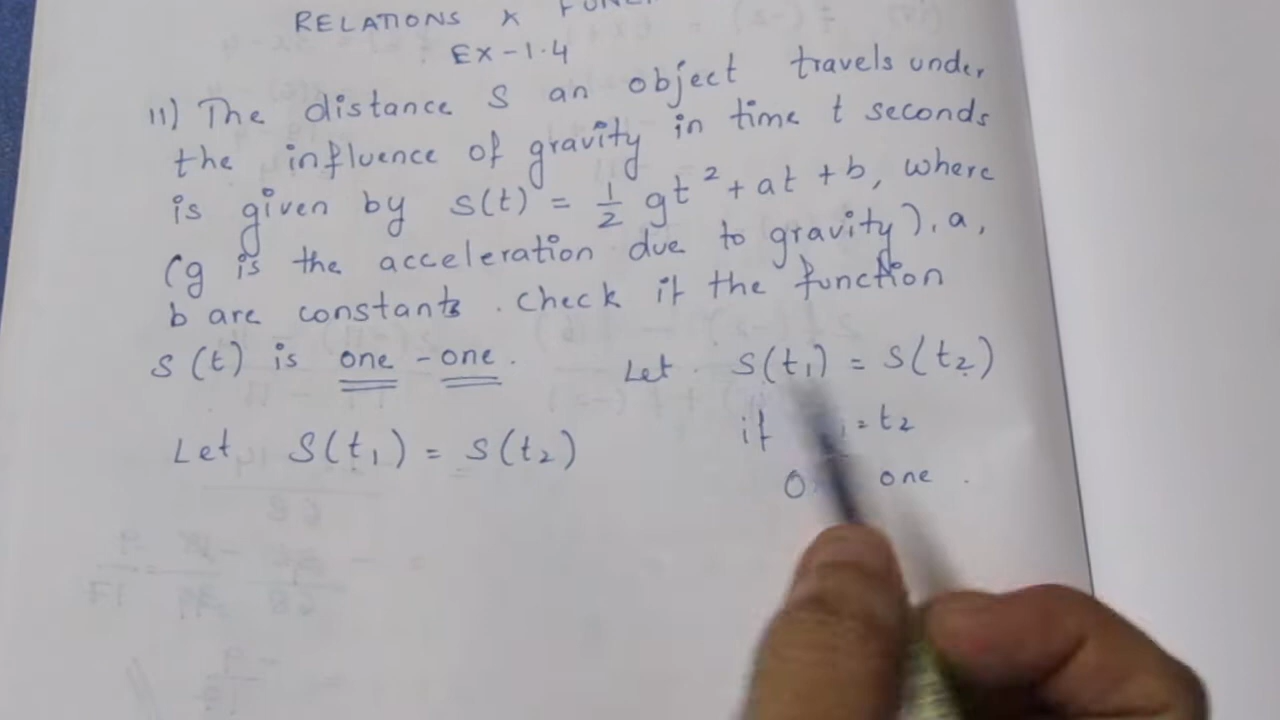 RELATIONS &
EX-1.4
11) The distance S an object travels under
the influence of gravity in time t seconds
is given by S(t) = 1/2 gt² + at + b, where
(g is the acceleration due to gravity), a,
b are constants. Check if the function
S(t) is one-one.
Let S(t₁) = S(t₂)
if = t₂
one.
Let S(t₁) = S(t₂)